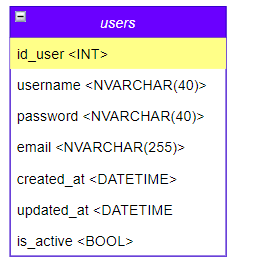 users
id_user <INT>
username <NVARCHAR(40)>
password <NVARCHAR(40)>
email <NVARCHAR(255)>
created_at <DATETIME>
updated_at <DATETIME
is_active <BOOL>